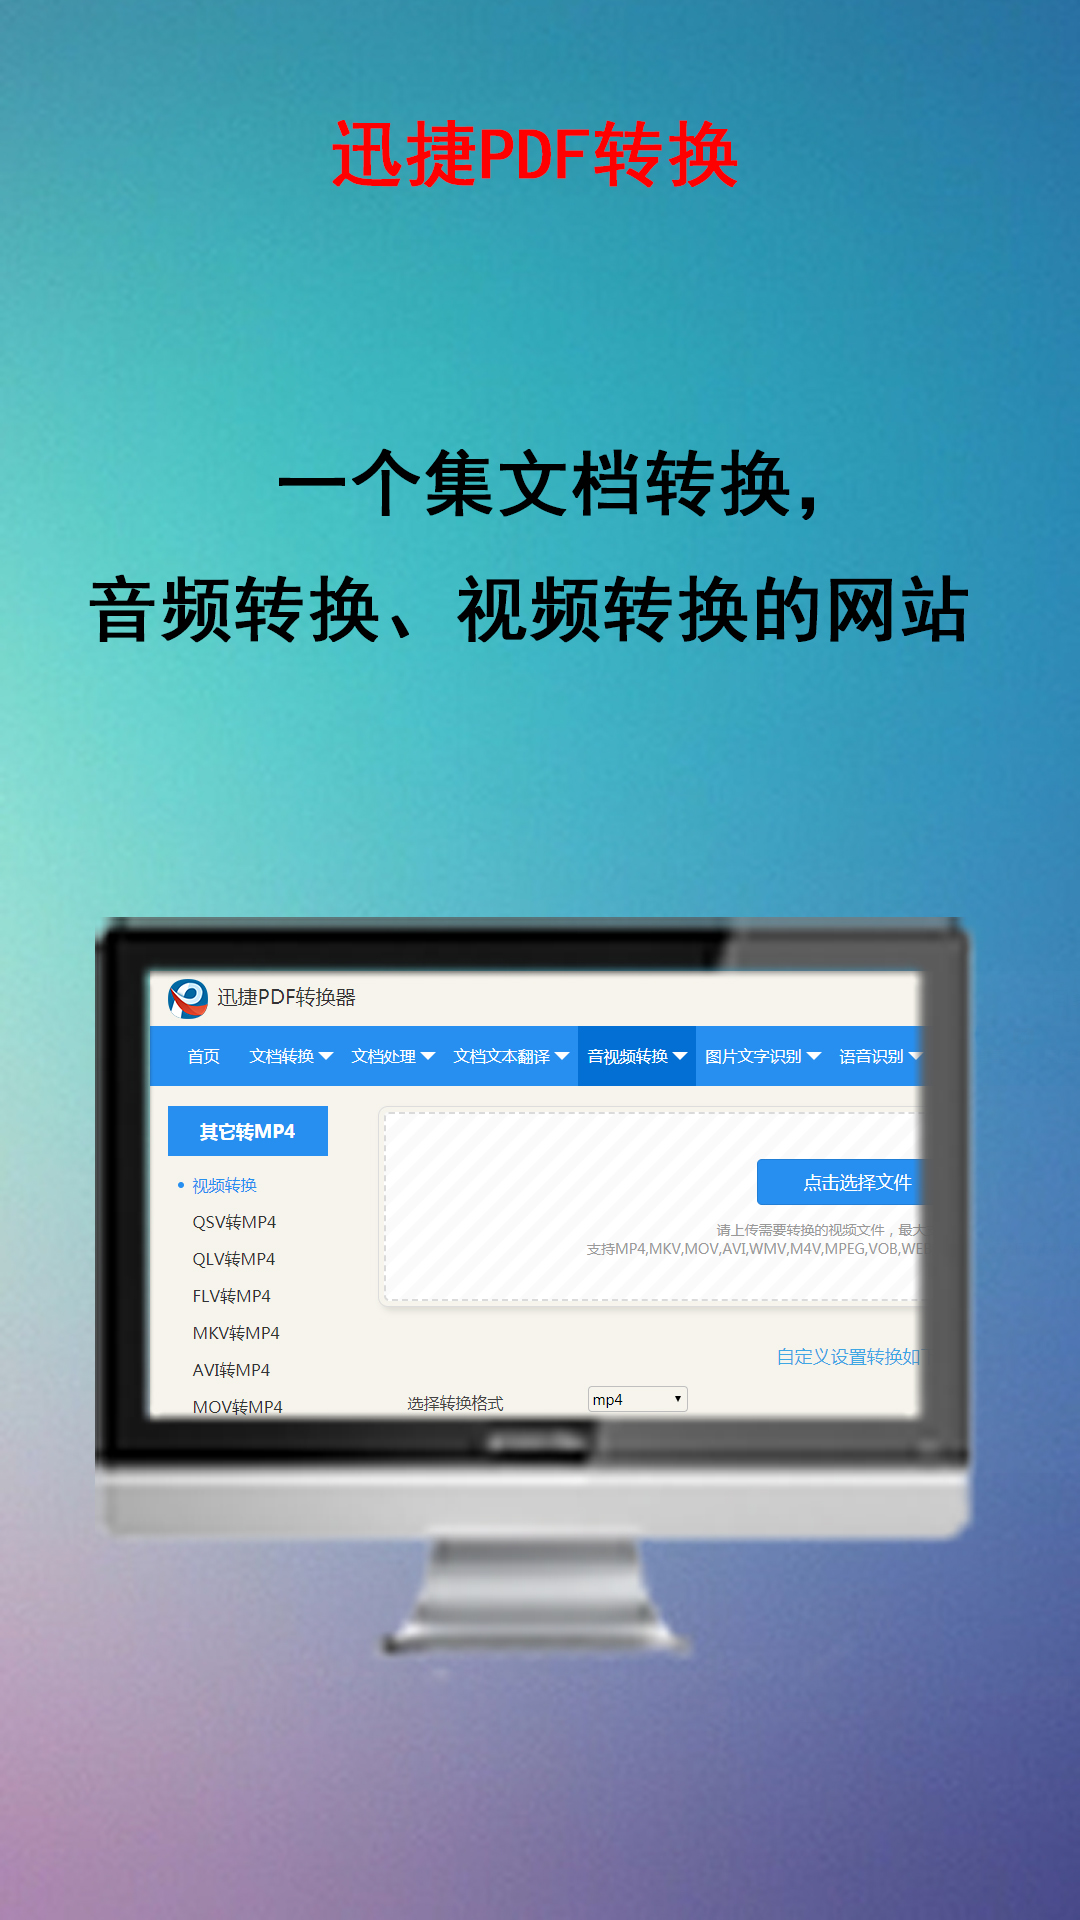 迅捷PDF转换
一个集文档转换，
音频转换、视频转换的网站
迅捷PDF转换器
首页 文档转换 文档处理 文档文本翻译 音视频转换 图片文字识别 语音识别
其它转MP4
视频转换
QSV转MP4
QLV转MP4
FLV转MP4
MKV转MP4
AVI转MP4
MOV转MP4
点击选择文件
请上传需要转换的视频文件，最大
支持MP4,MKV,MOV,AVI,WMV,M4V,MPEG,VOB,WE
自定义设置转换如
选择转换格式 mp4